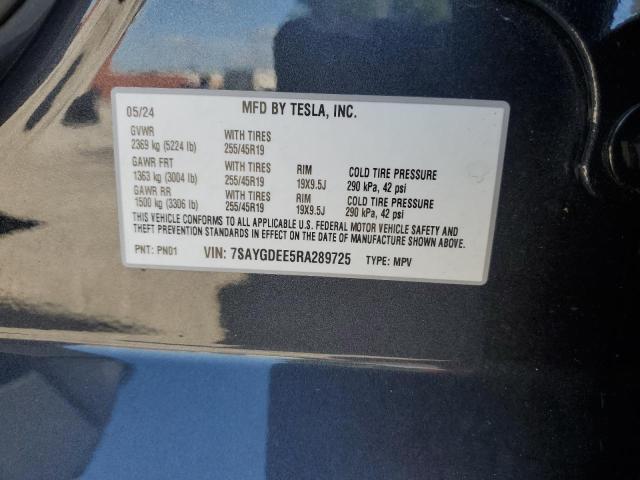 05/24 MFD BY TESLA, INC.
GVWR WITH TIRES
2369 kg (5224 lb) 255/45R19
GAWR FRT WITH TIRES RIM COLD TIRE PRESSURE
1363 kg (3004 lb) 255/45R19 19X9.5J 290 kPa, 42 psi
GAWR RR WITH TIRES RIM COLD TIRE PRESSURE
1500 kg (3306 lb) 255/45R19 19X9.5J 290 kPa, 42 psi
THIS VEHICLE CONFORMS TO ALL APPLICABLE U.S. FEDERAL MOTOR VEHICLE SAFETY AND
THEFT PREVENTION STANDARDS IN EFFECT ON THE DATE OF MANUFACTURE SHOWN ABOVE.
PNT: PN01 VIN: 7SAYGDEE5RA289725 TYPE: MPV